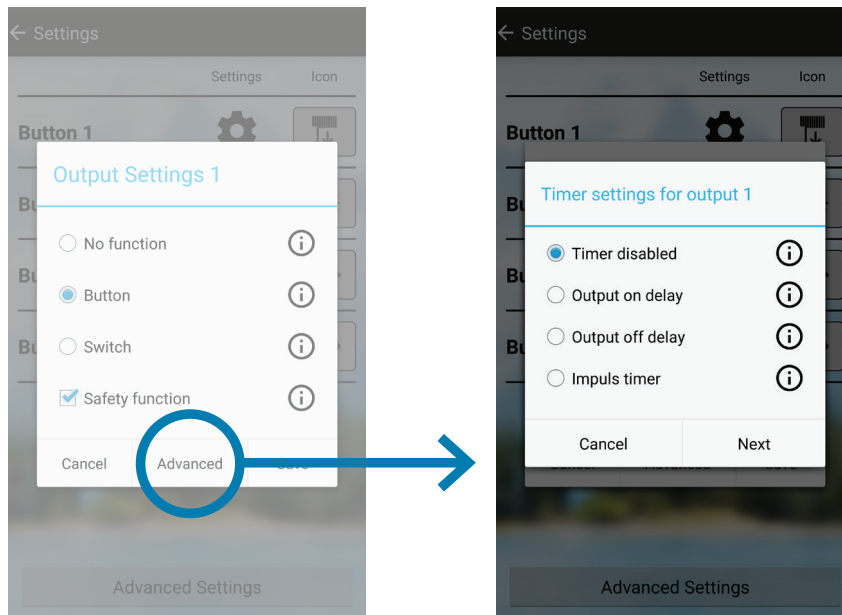 Settings
Settings Icon
Button 1
Output Settings 1
No function
Button
Switch
Safety function
Cancel Advanced
Advanced Settings
Settings
Settings Icon
Button 1
Timer settings for output 1
Timer disabled
Output on delay
Output off delay
Impuls timer
Cancel Next
Advanced Settings